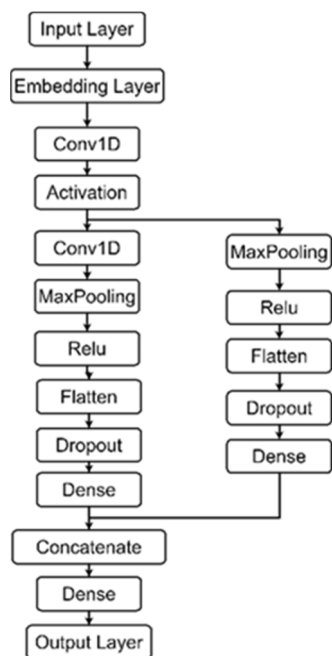 Input Layer
Embedding Layer
Conv1D
Activation
Conv1D
MaxPooling
Relu
Flatten
Dropout
Dense
MaxPooling
Relu
Flatten
Dropout
Dense
Concatenate
Dense
Output Layer